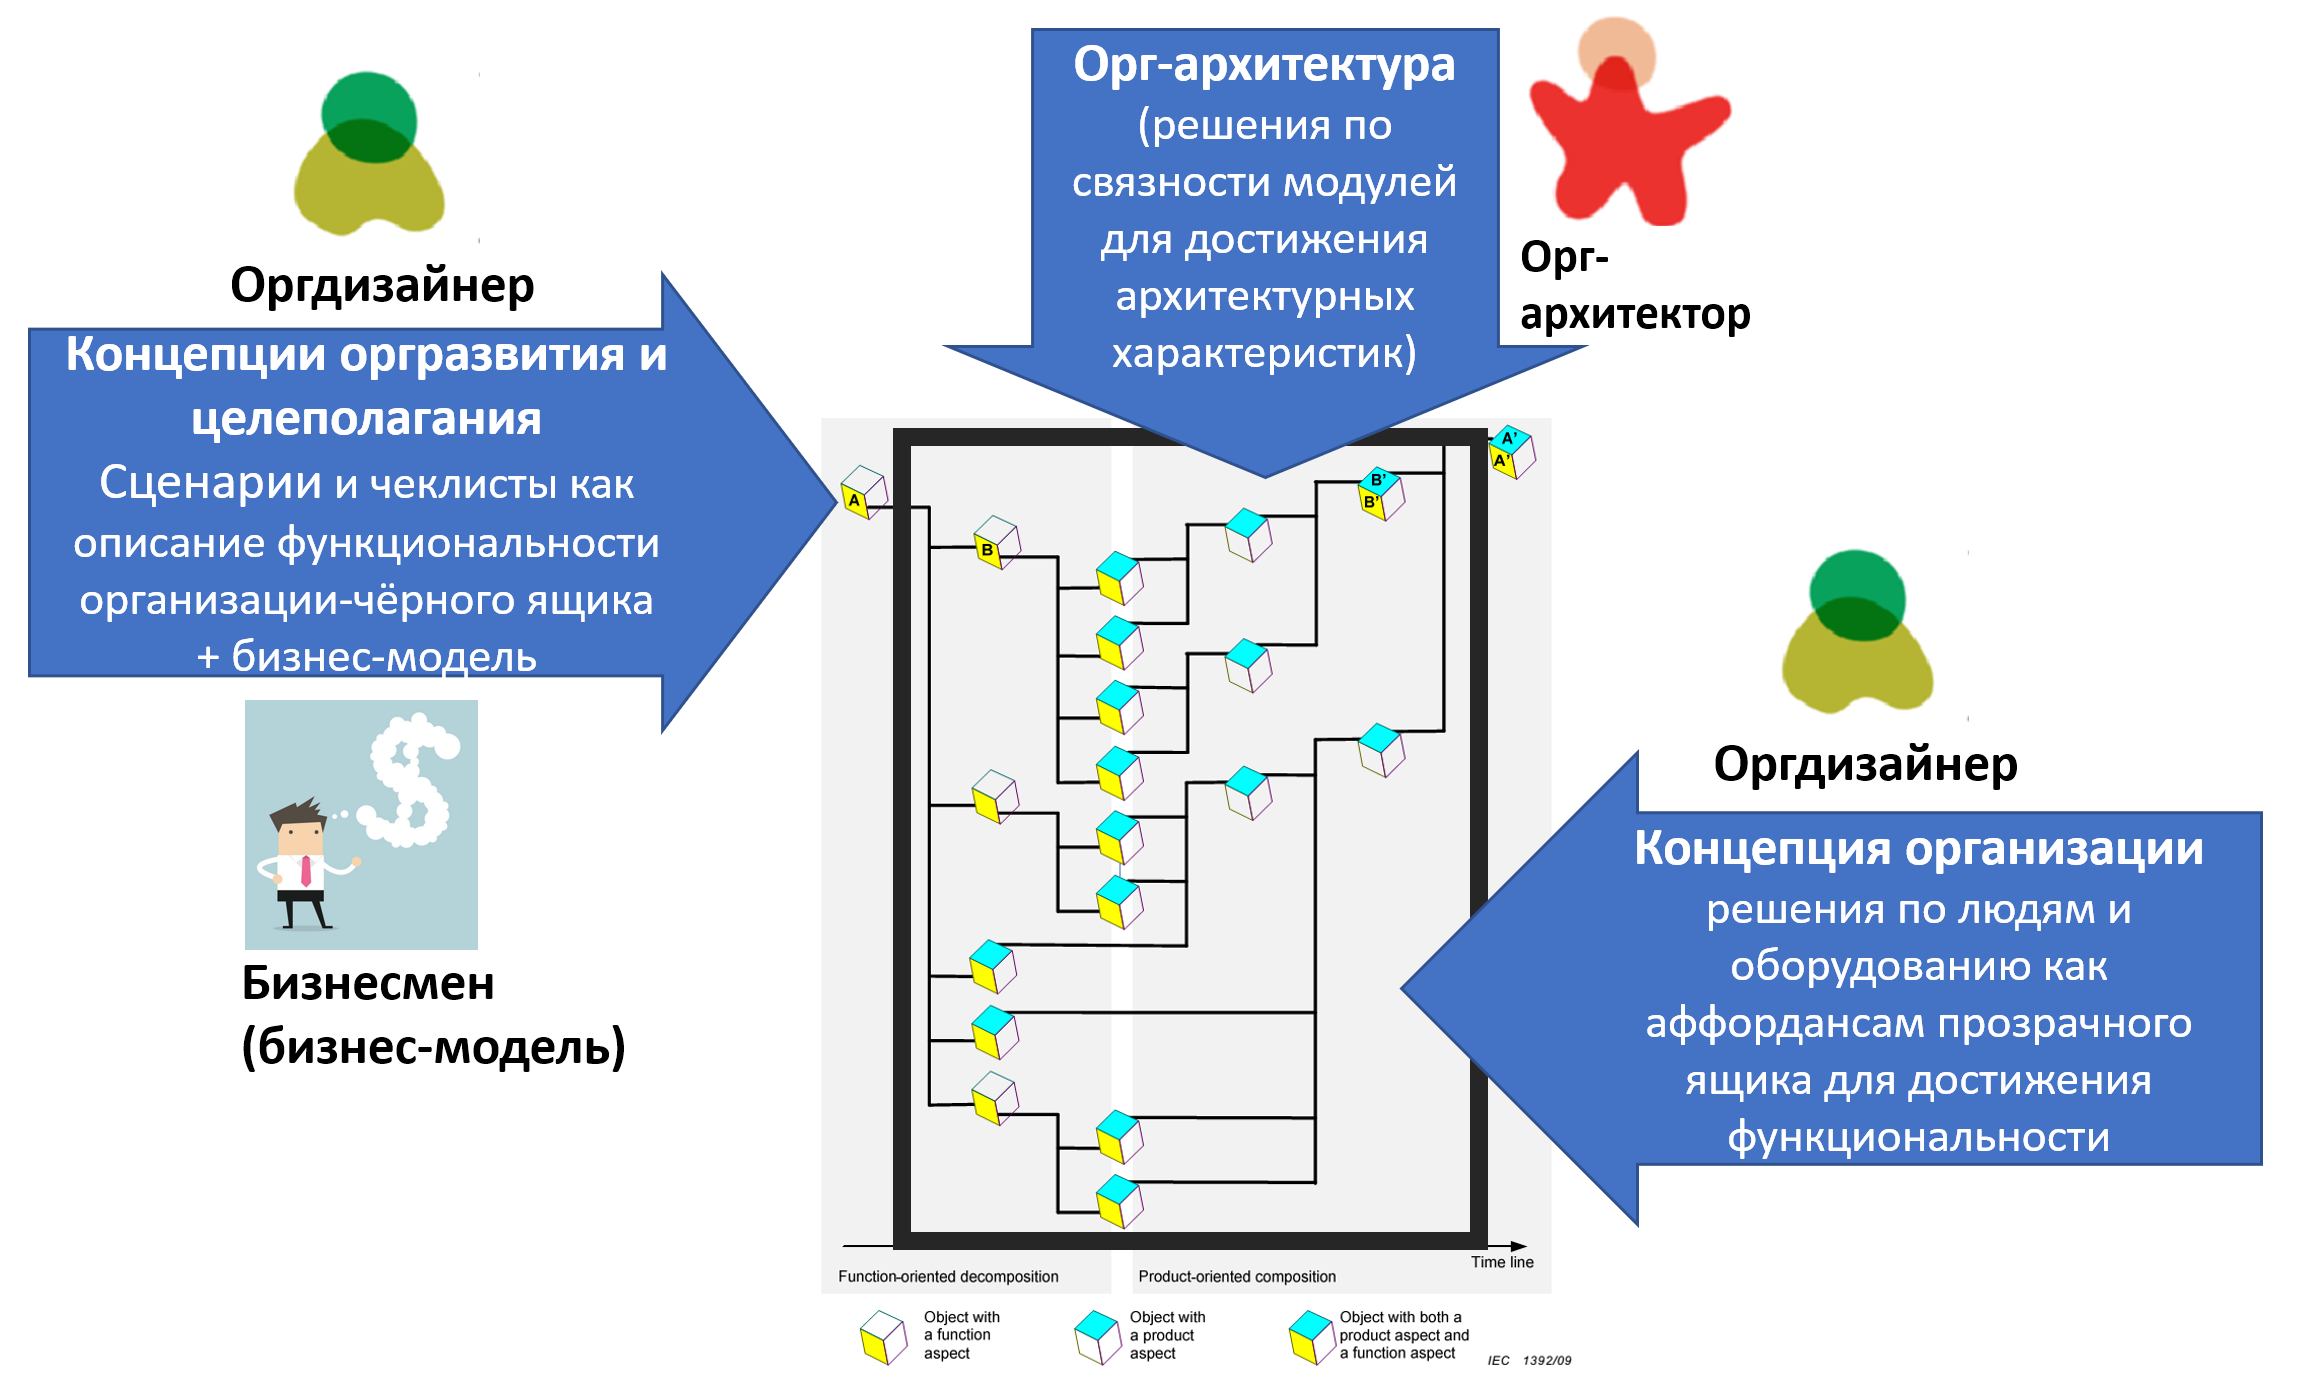 Оргдизайнер
Концепции оргразвития и
целеполагания
Сценарии и чеклисты как
описание функциональности
организации-чёрного ящика
+ бизнес-модель
Бизнесмен
(бизнес-модель)
Орг-архитектура
(решения по
связности модулей
для достижения
архитектурных
характеристик)
Орг-
архитектор
A
B
B’
B’
A’
A’
Оргдизайнер
Концепция организации
решения по людям и
оборудованию как
аффордансам прозрачного
ящика для достижения
функциональности
Time line
Function-oriented decomposition
Product-oriented composition
Object with
a function
aspect
Object with
a product
aspect
Object with both a
product aspect and
a function aspect
IEC 1392/09